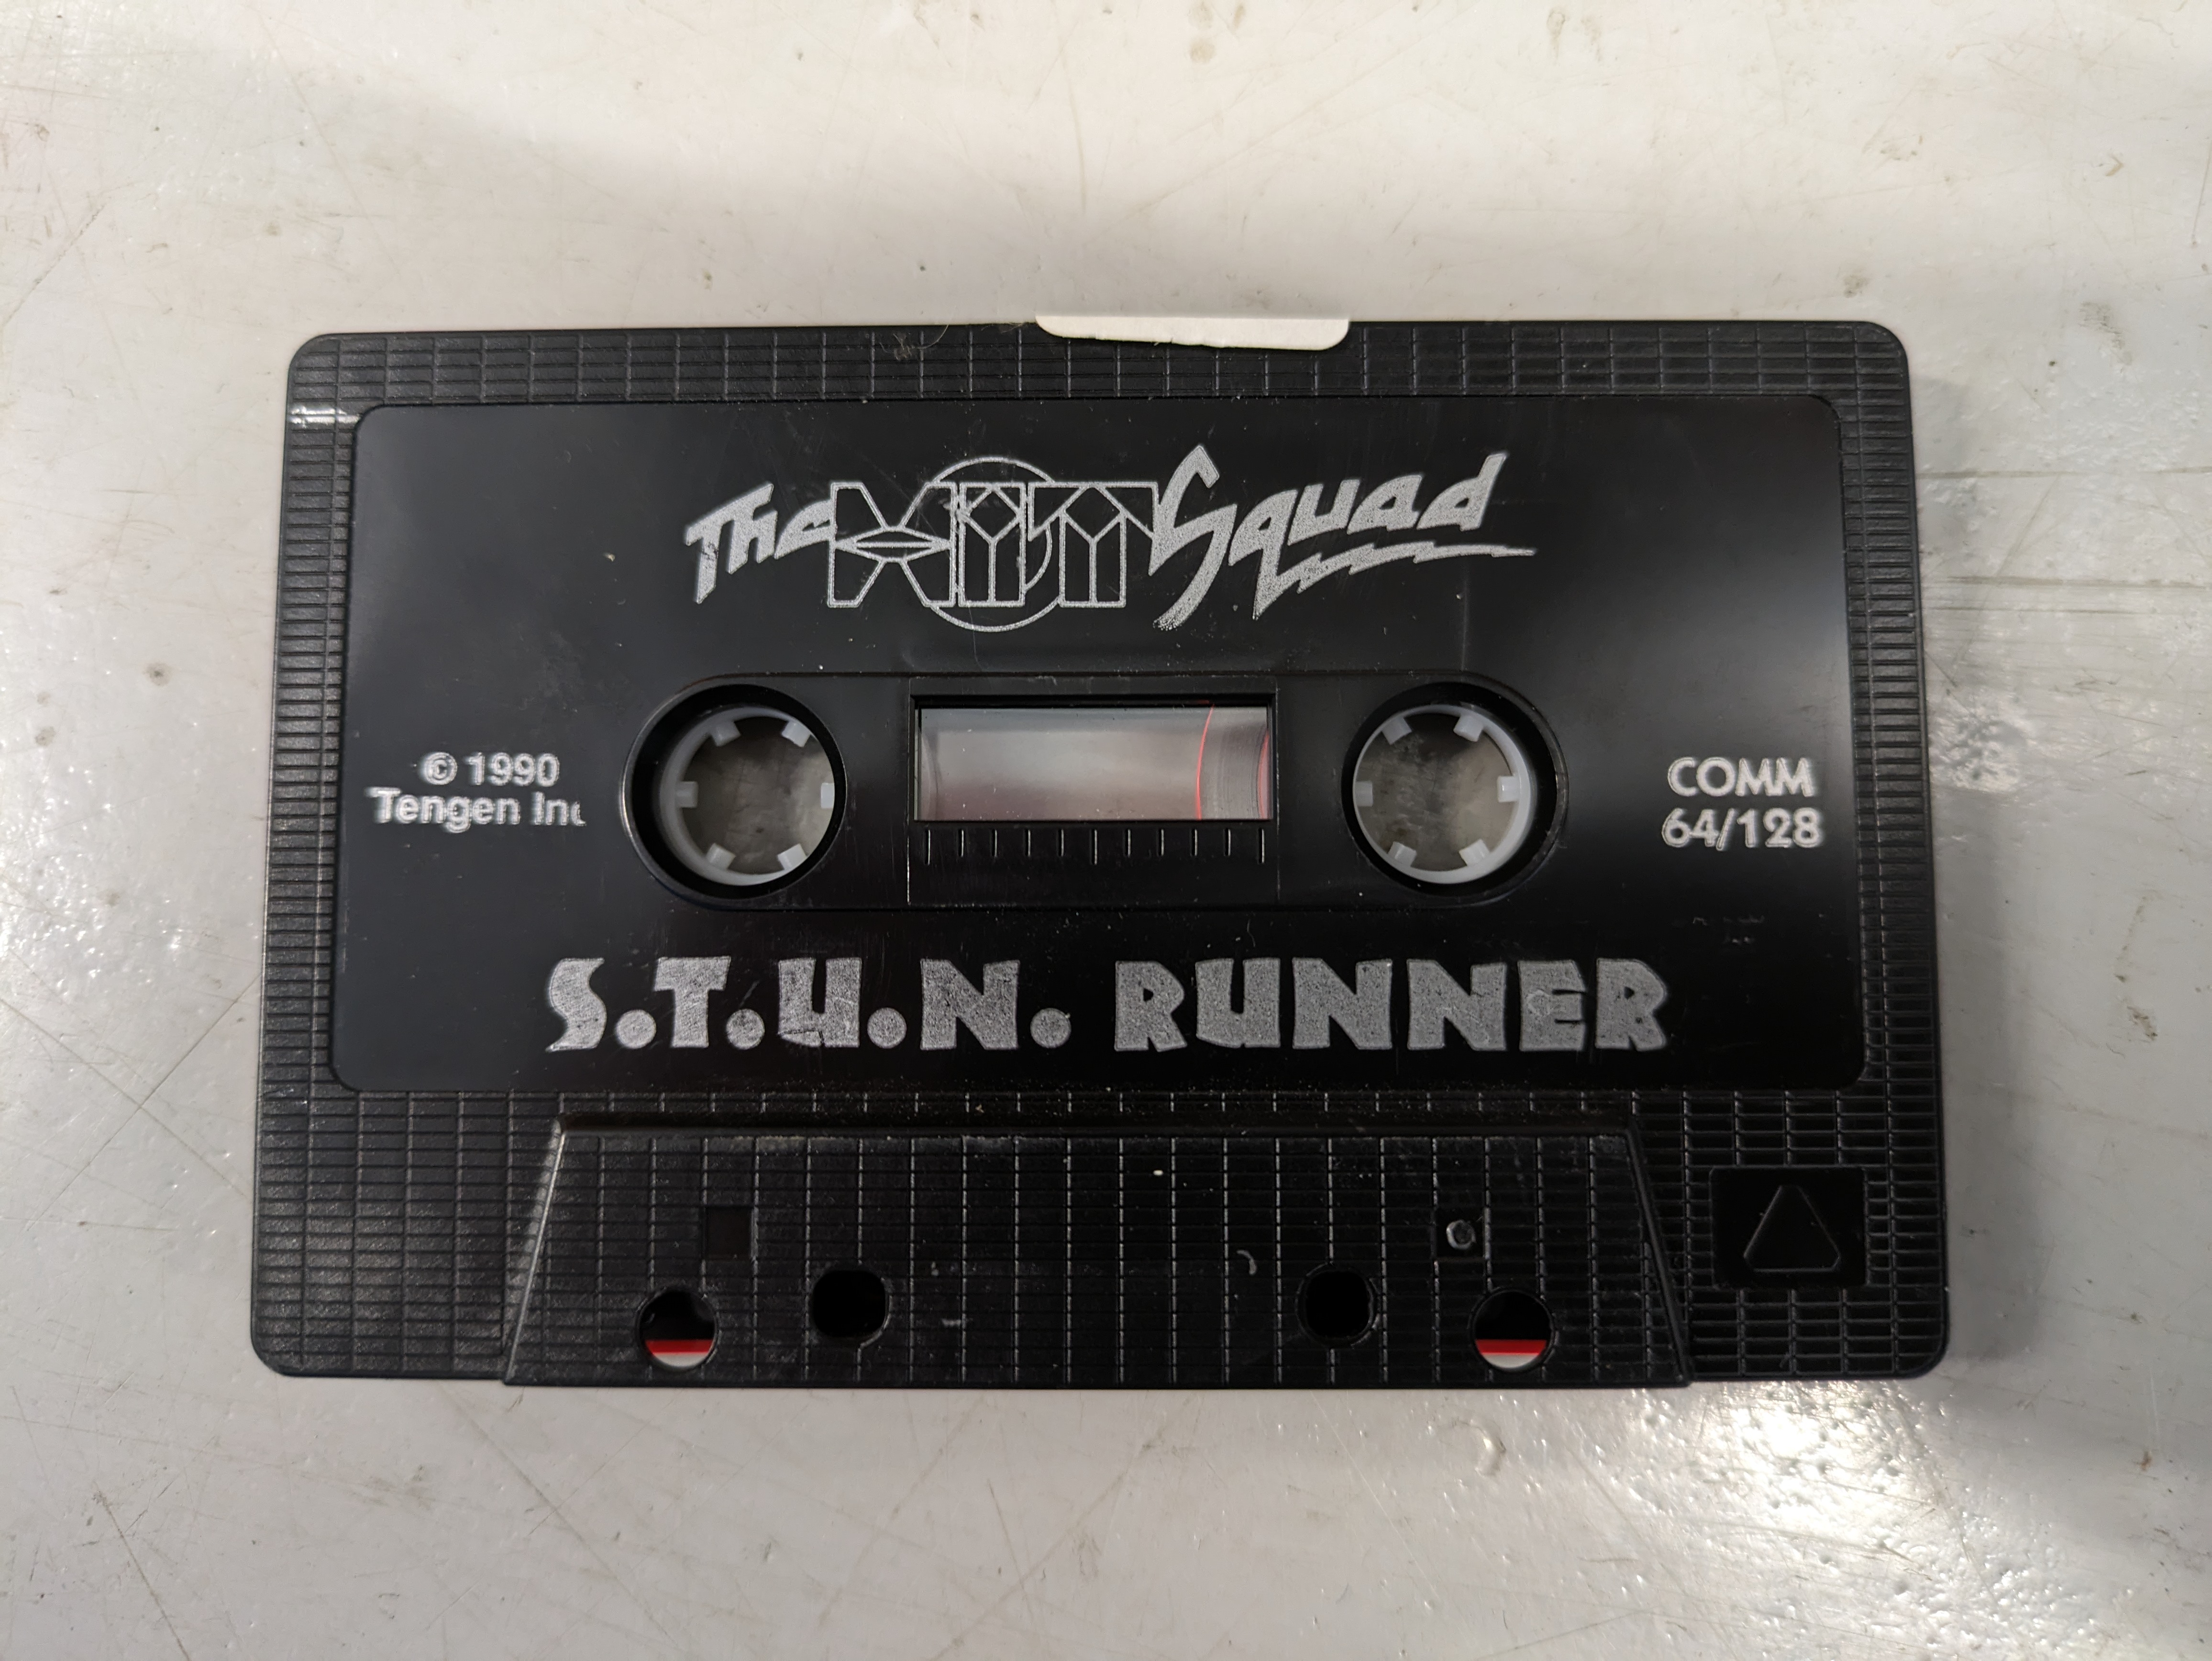 The HIT Squad
© 1990
Tengen Inc
COMM
64/128
S.T.U.N. RUNNER